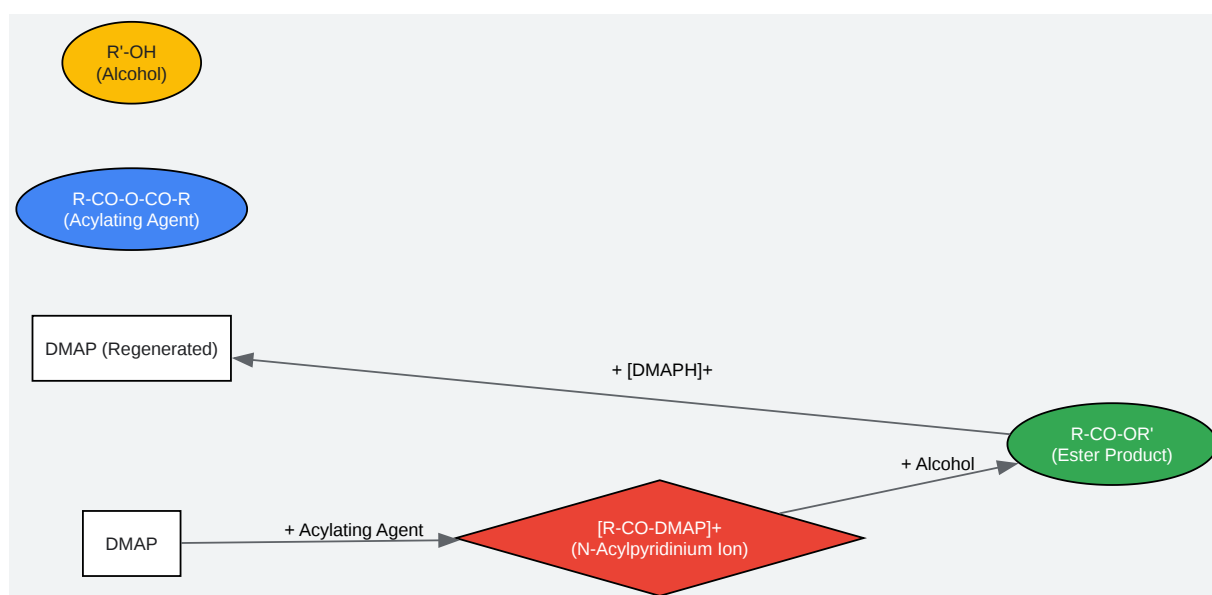 R'-OH
(Alcohol)
R-CO-O-CO-R
(Acylating Agent)
DMAP (Regenerated)
+ [DMAPH]+
R-CO-OR'
(Ester Product)
+ Alcohol
DMAP
+ Acylating Agent
[R-CO-DMAP]+
(N-Acylpyridinium Ion)